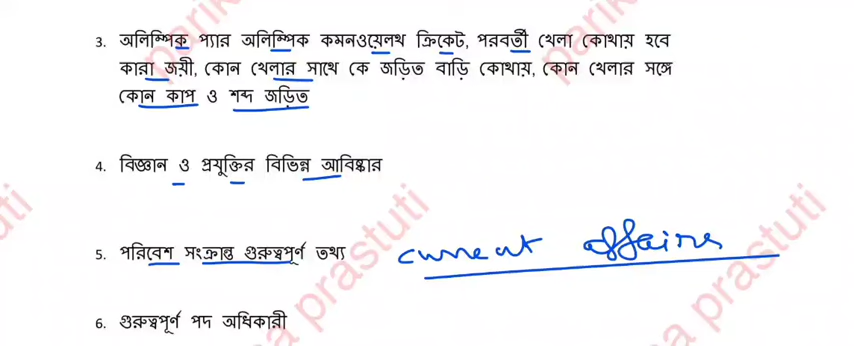 3. অলিম্পিক প্যার অলিম্পিক কমনওয়েলথ ক্রিকেট, পরবর্তী খেলা কোথায় হবে
কারা জয়ী, কোন খেলার সাথে কে জড়িত বাড়ি কোথায়, কোন খেলার সঙ্গে
কোন কাপ ও শব্দ জড়িত
4. বিজ্ঞান ও প্রযুক্তির বিভিন্ন আবিষ্কার
5. পরিবেশ সংক্রান্ত গুরুত্বপূর্ণ তথ্য current affairs
6. গুরুত্বপূর্ণ পদ অধিকারী
prastuti